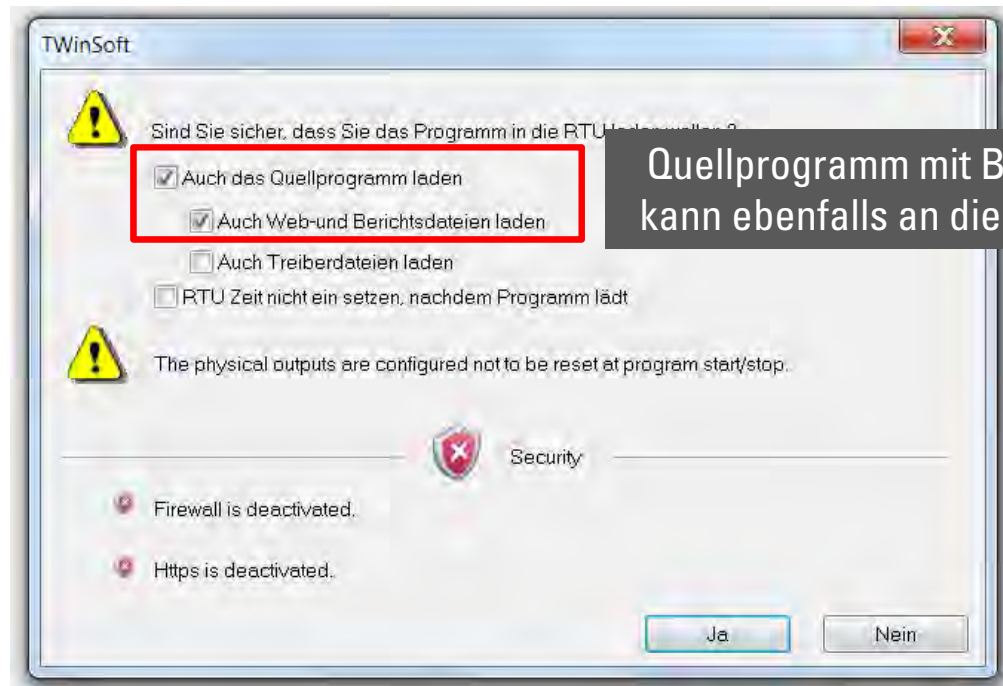 TWinSoft
Sind Sie sicher, dass Sie das Programm in die RTU
Quellprogramm mit B
kann ebenfalls an die
Auch das Quellprogramm laden
Auch Web-und Berichtsdateien laden
Auch Treiberdateien laden
RTU Zeit nicht ein setzen, nachdem Programm lädt
The physical outputs are configured not to be reset at program start/stop.
Security
Firewall is deactivated.
Https is deactivated.
Ja Nein